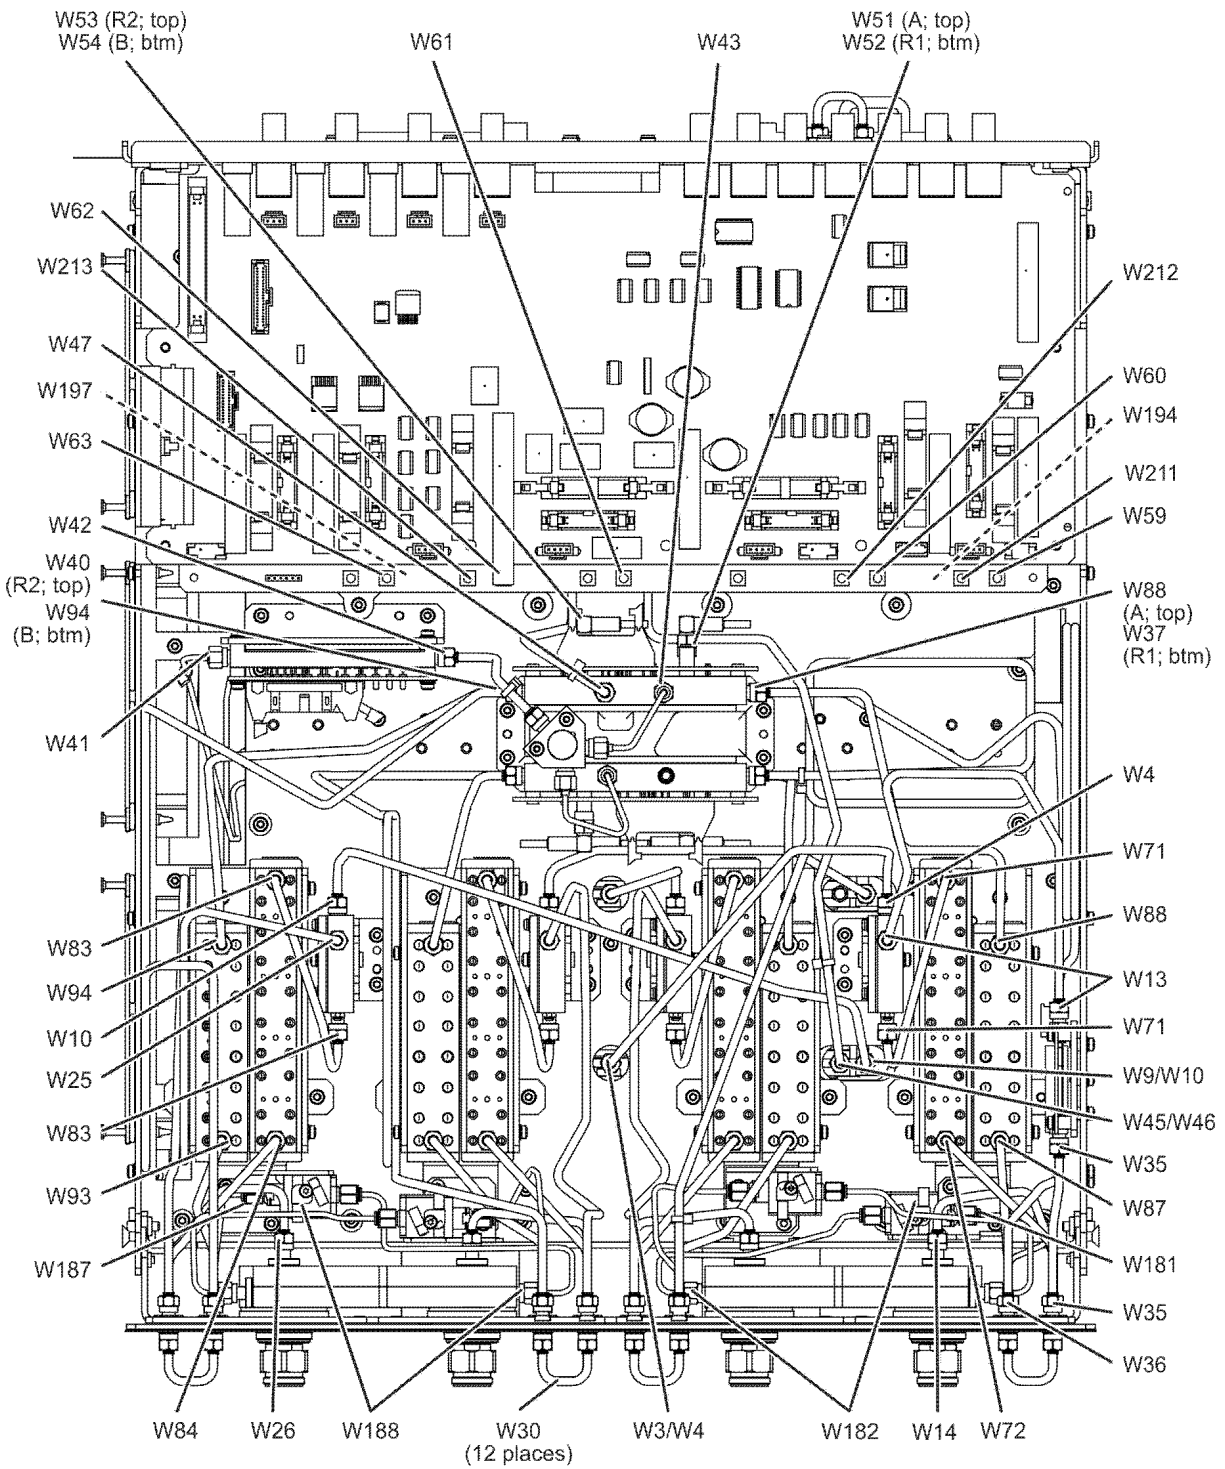 W53 (R2; top)
W54 (B; btm)
W61
W43
W51 (A; top)
W52 (R1; btm)
W62
W213
W47
W197
W63
W42
W40
(R2; top)
W94
(B; btm)
W41
W83
W94
W10
W25
W83
W93
W187
W84
W26
W188
W30
(12 places)
W3/W4
W182
W14
W72
W212
W60
W194
W211
W59
W88
(A; top)
W37
(R1; btm)
W4
W71
W88
W13
W71
W9/W10
W45/W46
W35
W87
W181
W35
W36